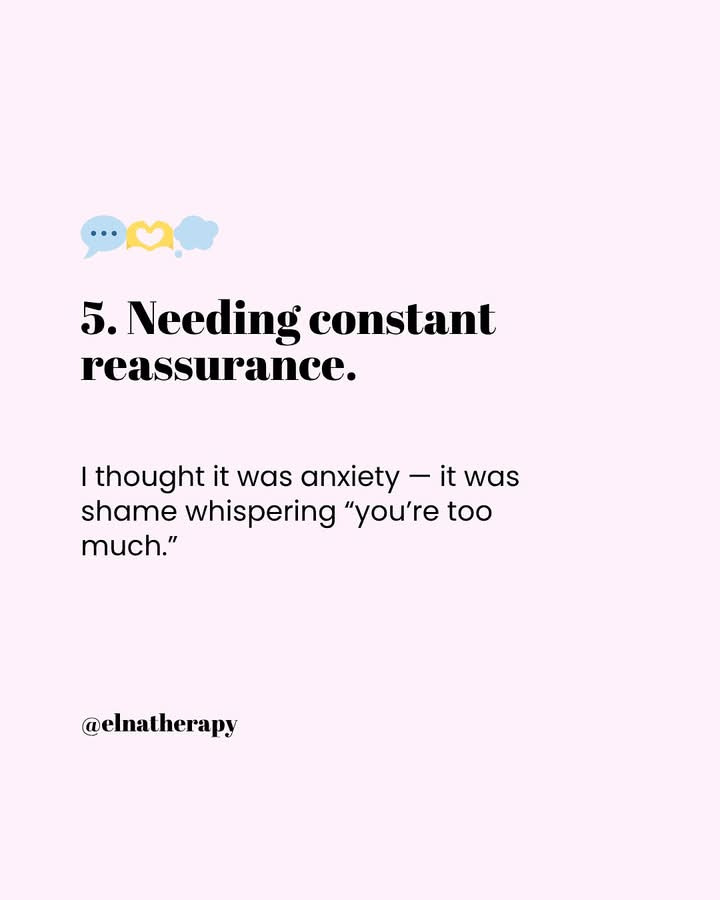 5. Needing constant
reassurance.
I thought it was anxiety — it was
shame whispering “you’re too
much.”
@elnatherapy